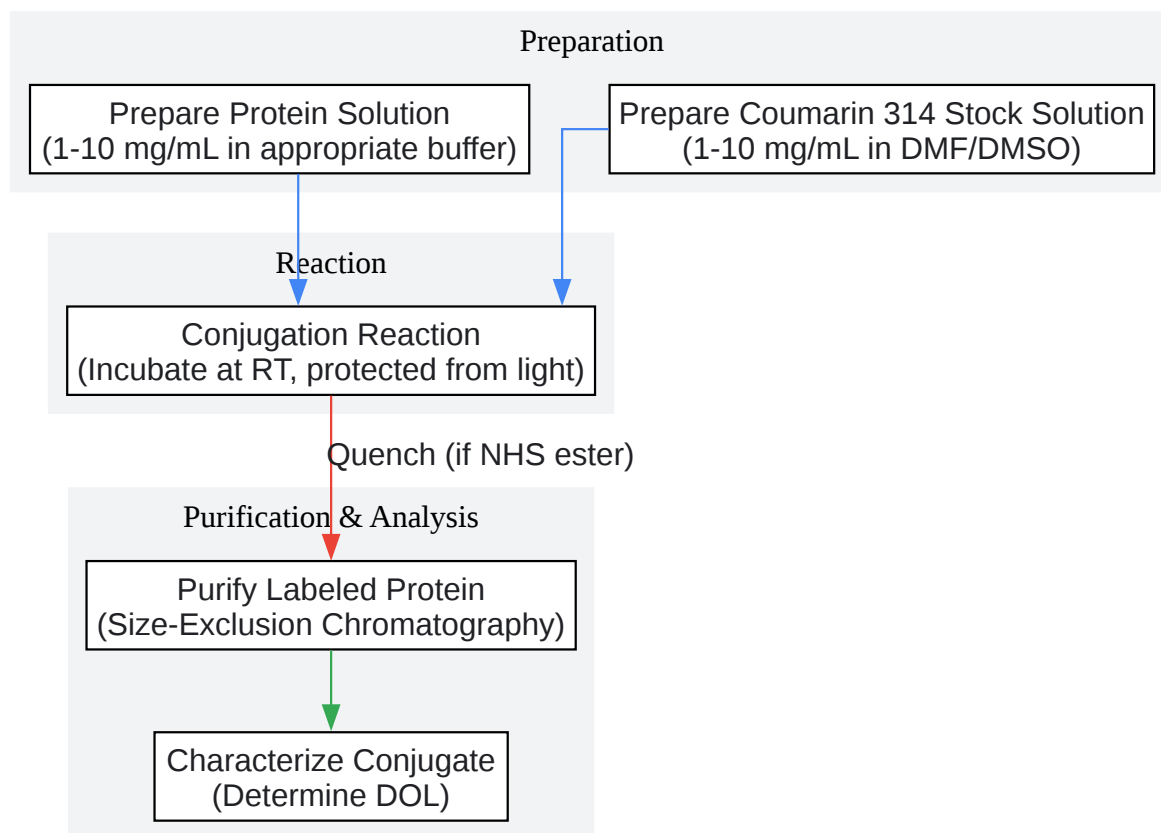 Preparation
Prepare Protein Solution
(1-10 mg/mL in appropriate buffer)
Prepare Coumarin 314 Stock Solution
(1-10 mg/mL in DMF/DMSO)
Reaction
Conjugation Reaction
(Incubate at RT, protected from light)
Quench (if NHS ester)
Purification & Analysis
Purify Labeled Protein
(Size-Exclusion Chromatography)
Characterize Conjugate
(Determine DOL)